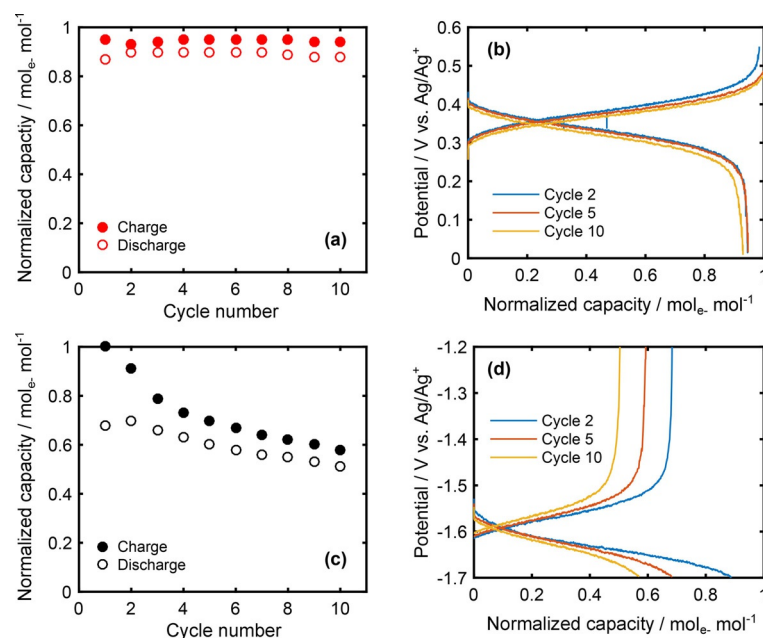 Normalized capactiy / mol_e- mol^-1
1
0.8
0.6
0.4
0.2
0
0 2 4 6 8 10
Cycle number
Charge
Discharge
(a)
Potential / V vs. Ag/Ag^+
0.6
0.5
0.4
0.3
0.2
0.1
0
0 0.2 0.4 0.6 0.8 1
Normalized capacity / mol_e- mol^-1
Cycle 2
Cycle 5
Cycle 10
(b)
Normalized capacity / mol_e- mol^-1
1
0.8
0.6
0.4
0.2
0
0 2 4 6 8 10
Cycle number
Charge
Discharge
(c)
Potential / V vs. Ag/Ag^+
-1.2
-1.3
-1.4
-1.5
-1.6
-1.7
0 0.2 0.4 0.6 0.8 1
Normalized capacity / mol_e- mol^-1
Cycle 2
Cycle 5
Cycle 10
(d)